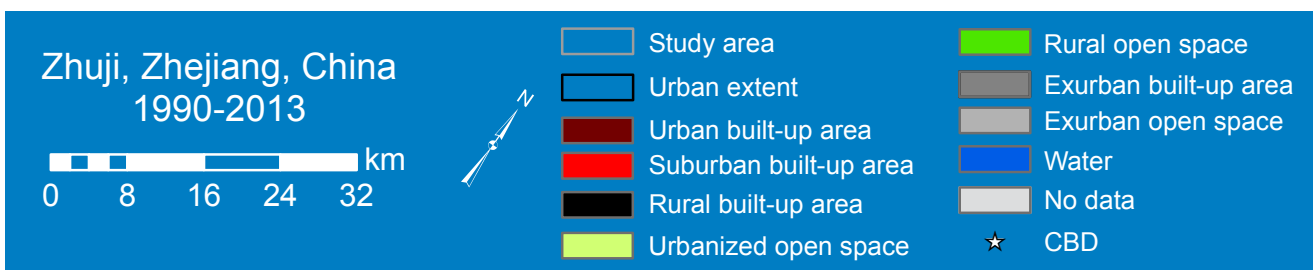 Zhuji, Zhejiang, China
1990-2013
km
0 8 16 24 32
N
Study area
Urban extent
Urban built-up area
Suburban built-up area
Rural built-up area
Urbanized open space
Rural open space
Exurban built-up area
Exurban open space
Water
No data
CBD